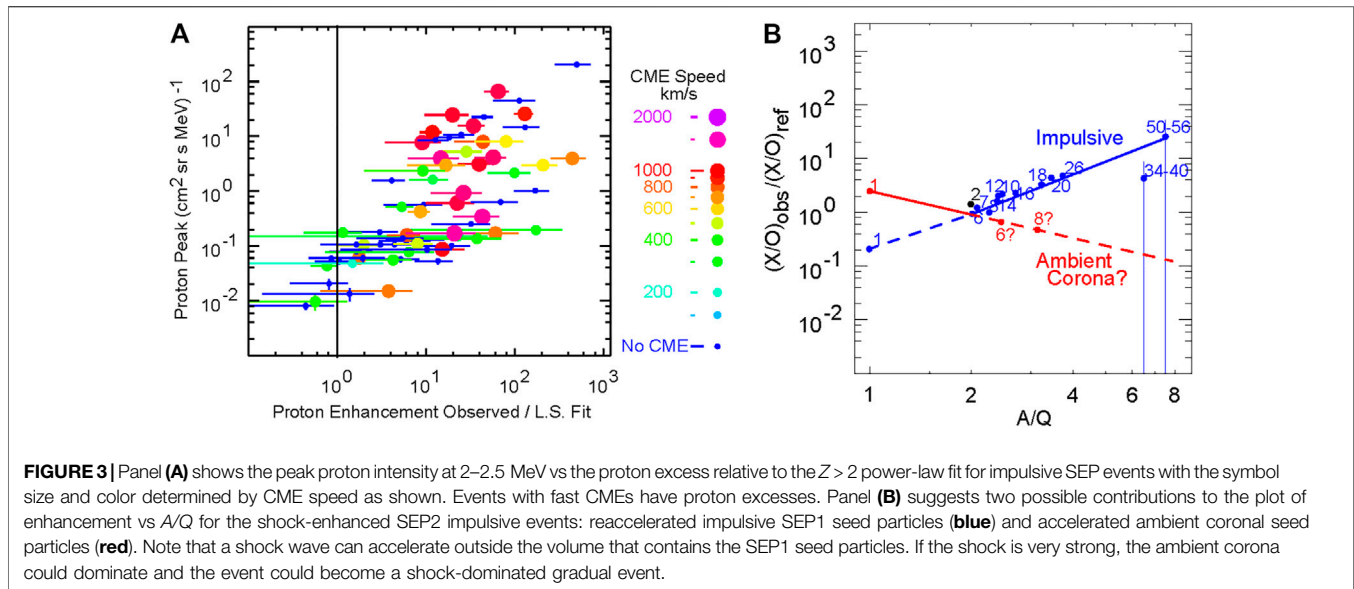 A
Proton Peak (cm2 sr s MeV) -1
10^2
10^1
10^0
10^-1
10^-2
10^0 10^1 10^2 10^3
Proton Enhancement Observed / L.S. Fit
CME Speed
km/s
2000
1000
800
600
400
200
No CME
B
(X/O)obs/(X/O)ref
10^3
10^2
10^1
10^0
10^-1
10^-2
Impulsive
50-56
34-40
26
20
18
16
10
12
14
8
7
6
2
1
1
6?
8?
Ambient
Corona?
1 2 4 6 8
A/Q
FIGURE 3 | Panel (A) shows the peak proton intensity at 2–2.5 MeV vs the proton excess relative to the Z > 2 power-law fit for impulsive SEP events with the symbol
size and color determined by CME speed as shown. Events with fast CMEs have proton excesses. Panel (B) suggests two possible contributions to the plot of
enhancement vs A/Q for the shock-enhanced SEP2 impulsive events: reaccelerated impulsive SEP1 seed particles (blue) and accelerated ambient coronal seed
particles (red). Note that a shock wave can accelerate outside the volume that contains the SEP1 seed particles. If the shock is very strong, the ambient corona
could dominate and the event could become a shock-dominated gradual event.